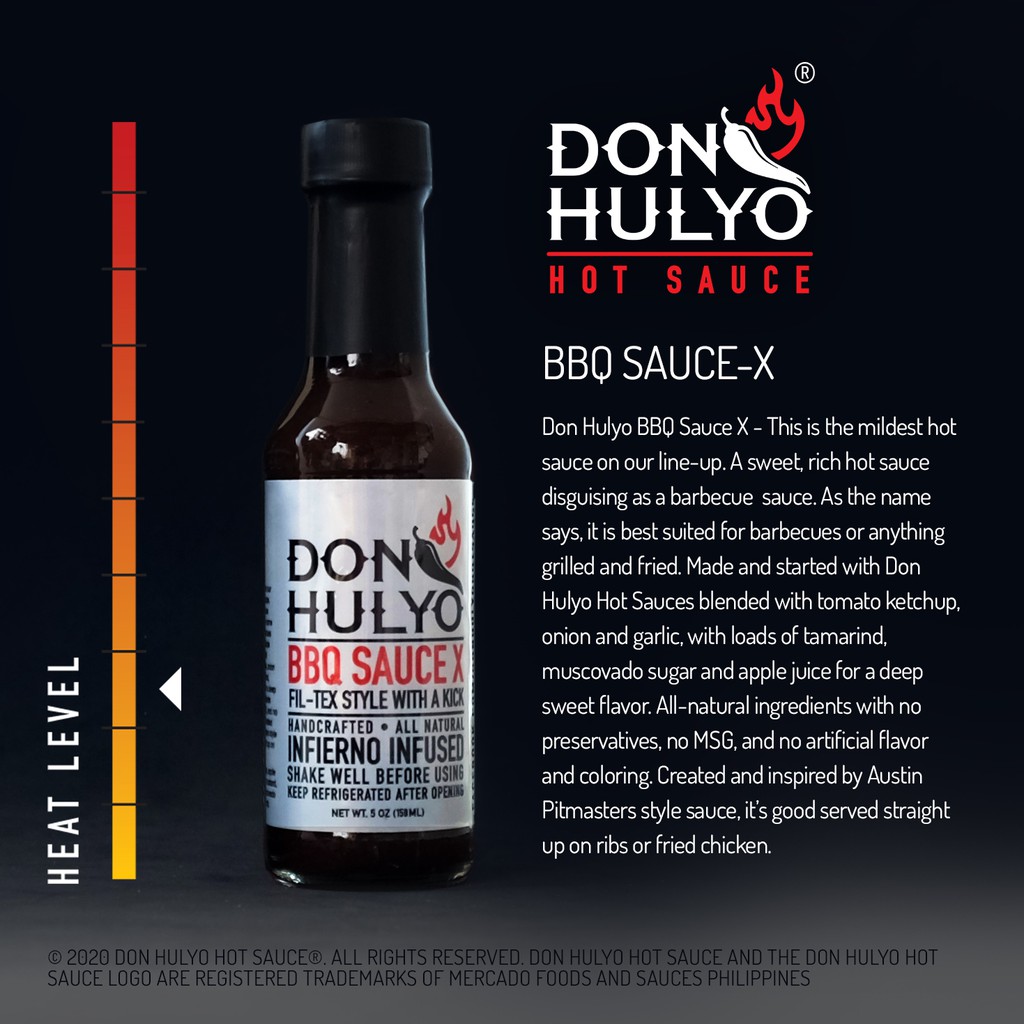 ®
DON
HULYO
HOT SAUCE
BBQ SAUCE-X
Don Hulyo BBQ Sauce X - This is the mildest hot
sauce on our line-up. A sweet, rich hot sauce
disguising as a barbecue sauce. As the name
says, it is best suited for barbecues or anything
grilled and fried. Made and started with Don
Hulyo Hot Sauces blended with tomato ketchup,
onion and garlic, with loads of tamarind,
muscovado sugar and apple juice for a deep
sweet flavor. All-natural ingredients with no
preservatives, no MSG, and no artificial flavor
and coloring. Created and inspired by Austin
Pitmasters style sauce, it's good served straight
up on ribs or fried chicken.
HEAT LEVEL
DON
HULYO
BBQ SAUCE X
FIL-TEX STYLE WITH A KICK
HANDCRAFTED • ALL NATURAL
INFIERNO INFUSED
SHAKE WELL BEFORE USING
KEEP REFRIGERATED AFTER OPENING
NET WT. 5 OZ (150ML)
© 2020 DON HULYO HOT SAUCE®. ALL RIGHTS RESERVED. DON HULYO HOT SAUCE AND THE DON HULYO HOT
SAUCE LOGO ARE REGISTERED TRADEMARKS OF MERCADO FOODS AND SAUCES PHILIPPINES